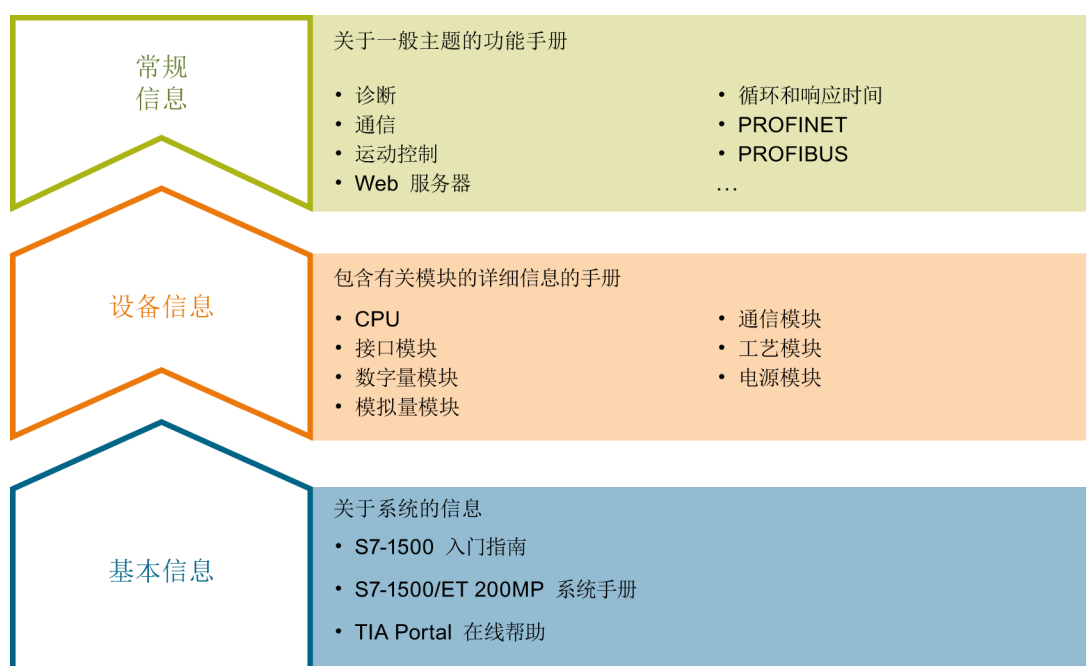 常规
信息
关于一般主题的功能手册
• 诊断
• 通信
• 运动控制
• Web 服务器
• 循环和响应时间
• PROFINET
• PROFIBUS
…
设备信息
包含有关模块的详细信息的手册
• CPU
• 接口模块
• 数字量模块
• 模拟量模块
• 通信模块
• 工艺模块
• 电源模块
基本信息
关于系统的信息
• S7-1500 入门指南
• S7-1500/ET 200MP 系统手册
• TIA Portal 在线帮助